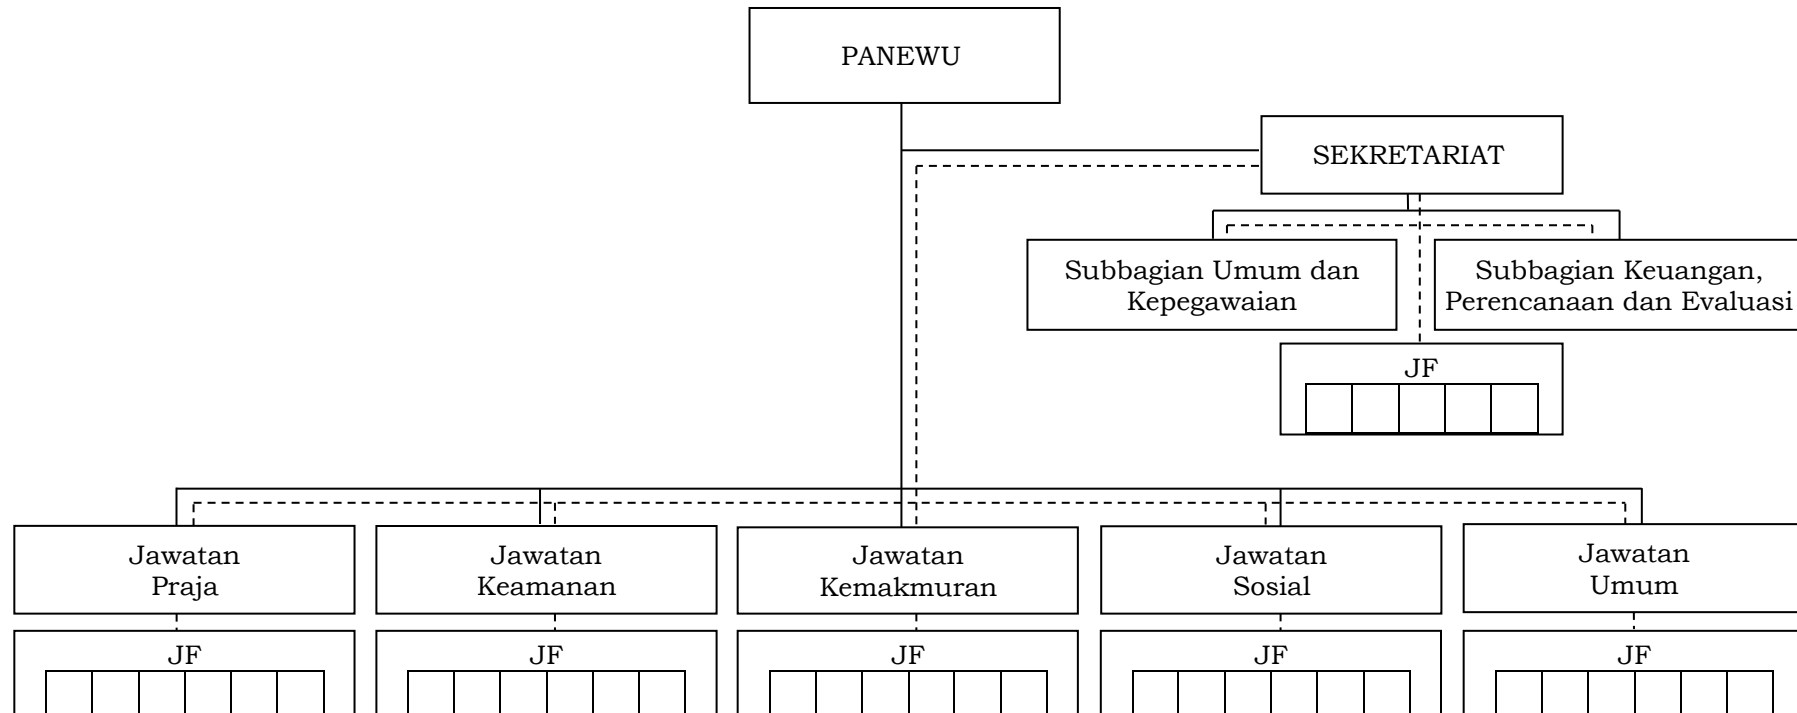 PANEWU
SEKRETARIAT
Subbagian Umum dan
Kepegawaian
Subbagian Keuangan,
Perencanaan dan Evaluasi
JF
Jawatan
Praja
Jawatan
Keamanan
Jawatan
Kemakmuran
Jawatan
Sosial
Jawatan
Umum
JF
JF
JF
JF
JF